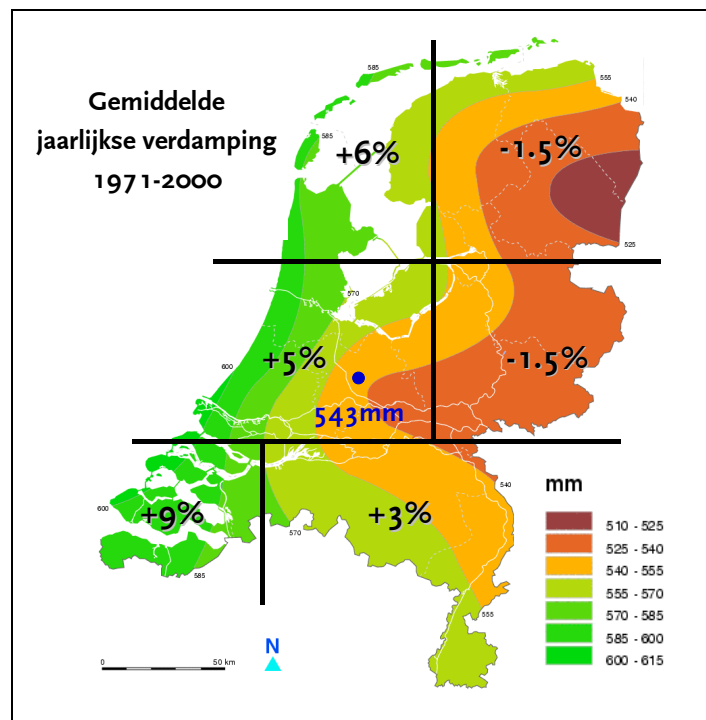 Gemiddelde
jaarlijkse verdamping
1971-2000
585
555
540
585
+6%
-1.5%
525
570
600
+5%
-1.5%
543mm
540
mm
600
+9%
+3%
570
585
555
510 - 525
525 - 540
540 - 555
555 - 570
570 - 585
585 - 600
600 - 615
N
0
50 km